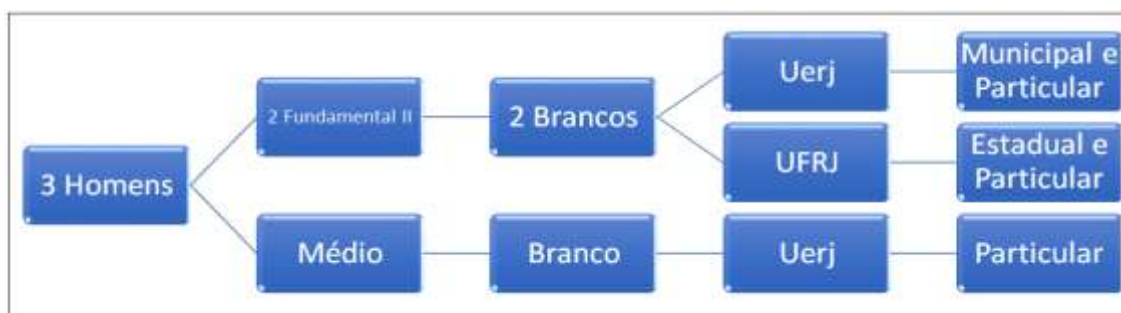 3 Homens
2 Fundamental II
2 Brancos
Uerj
Municipal e
Particular
UFRJ
Estadual e
Particular
Médio
Branco
Uerj
Particular